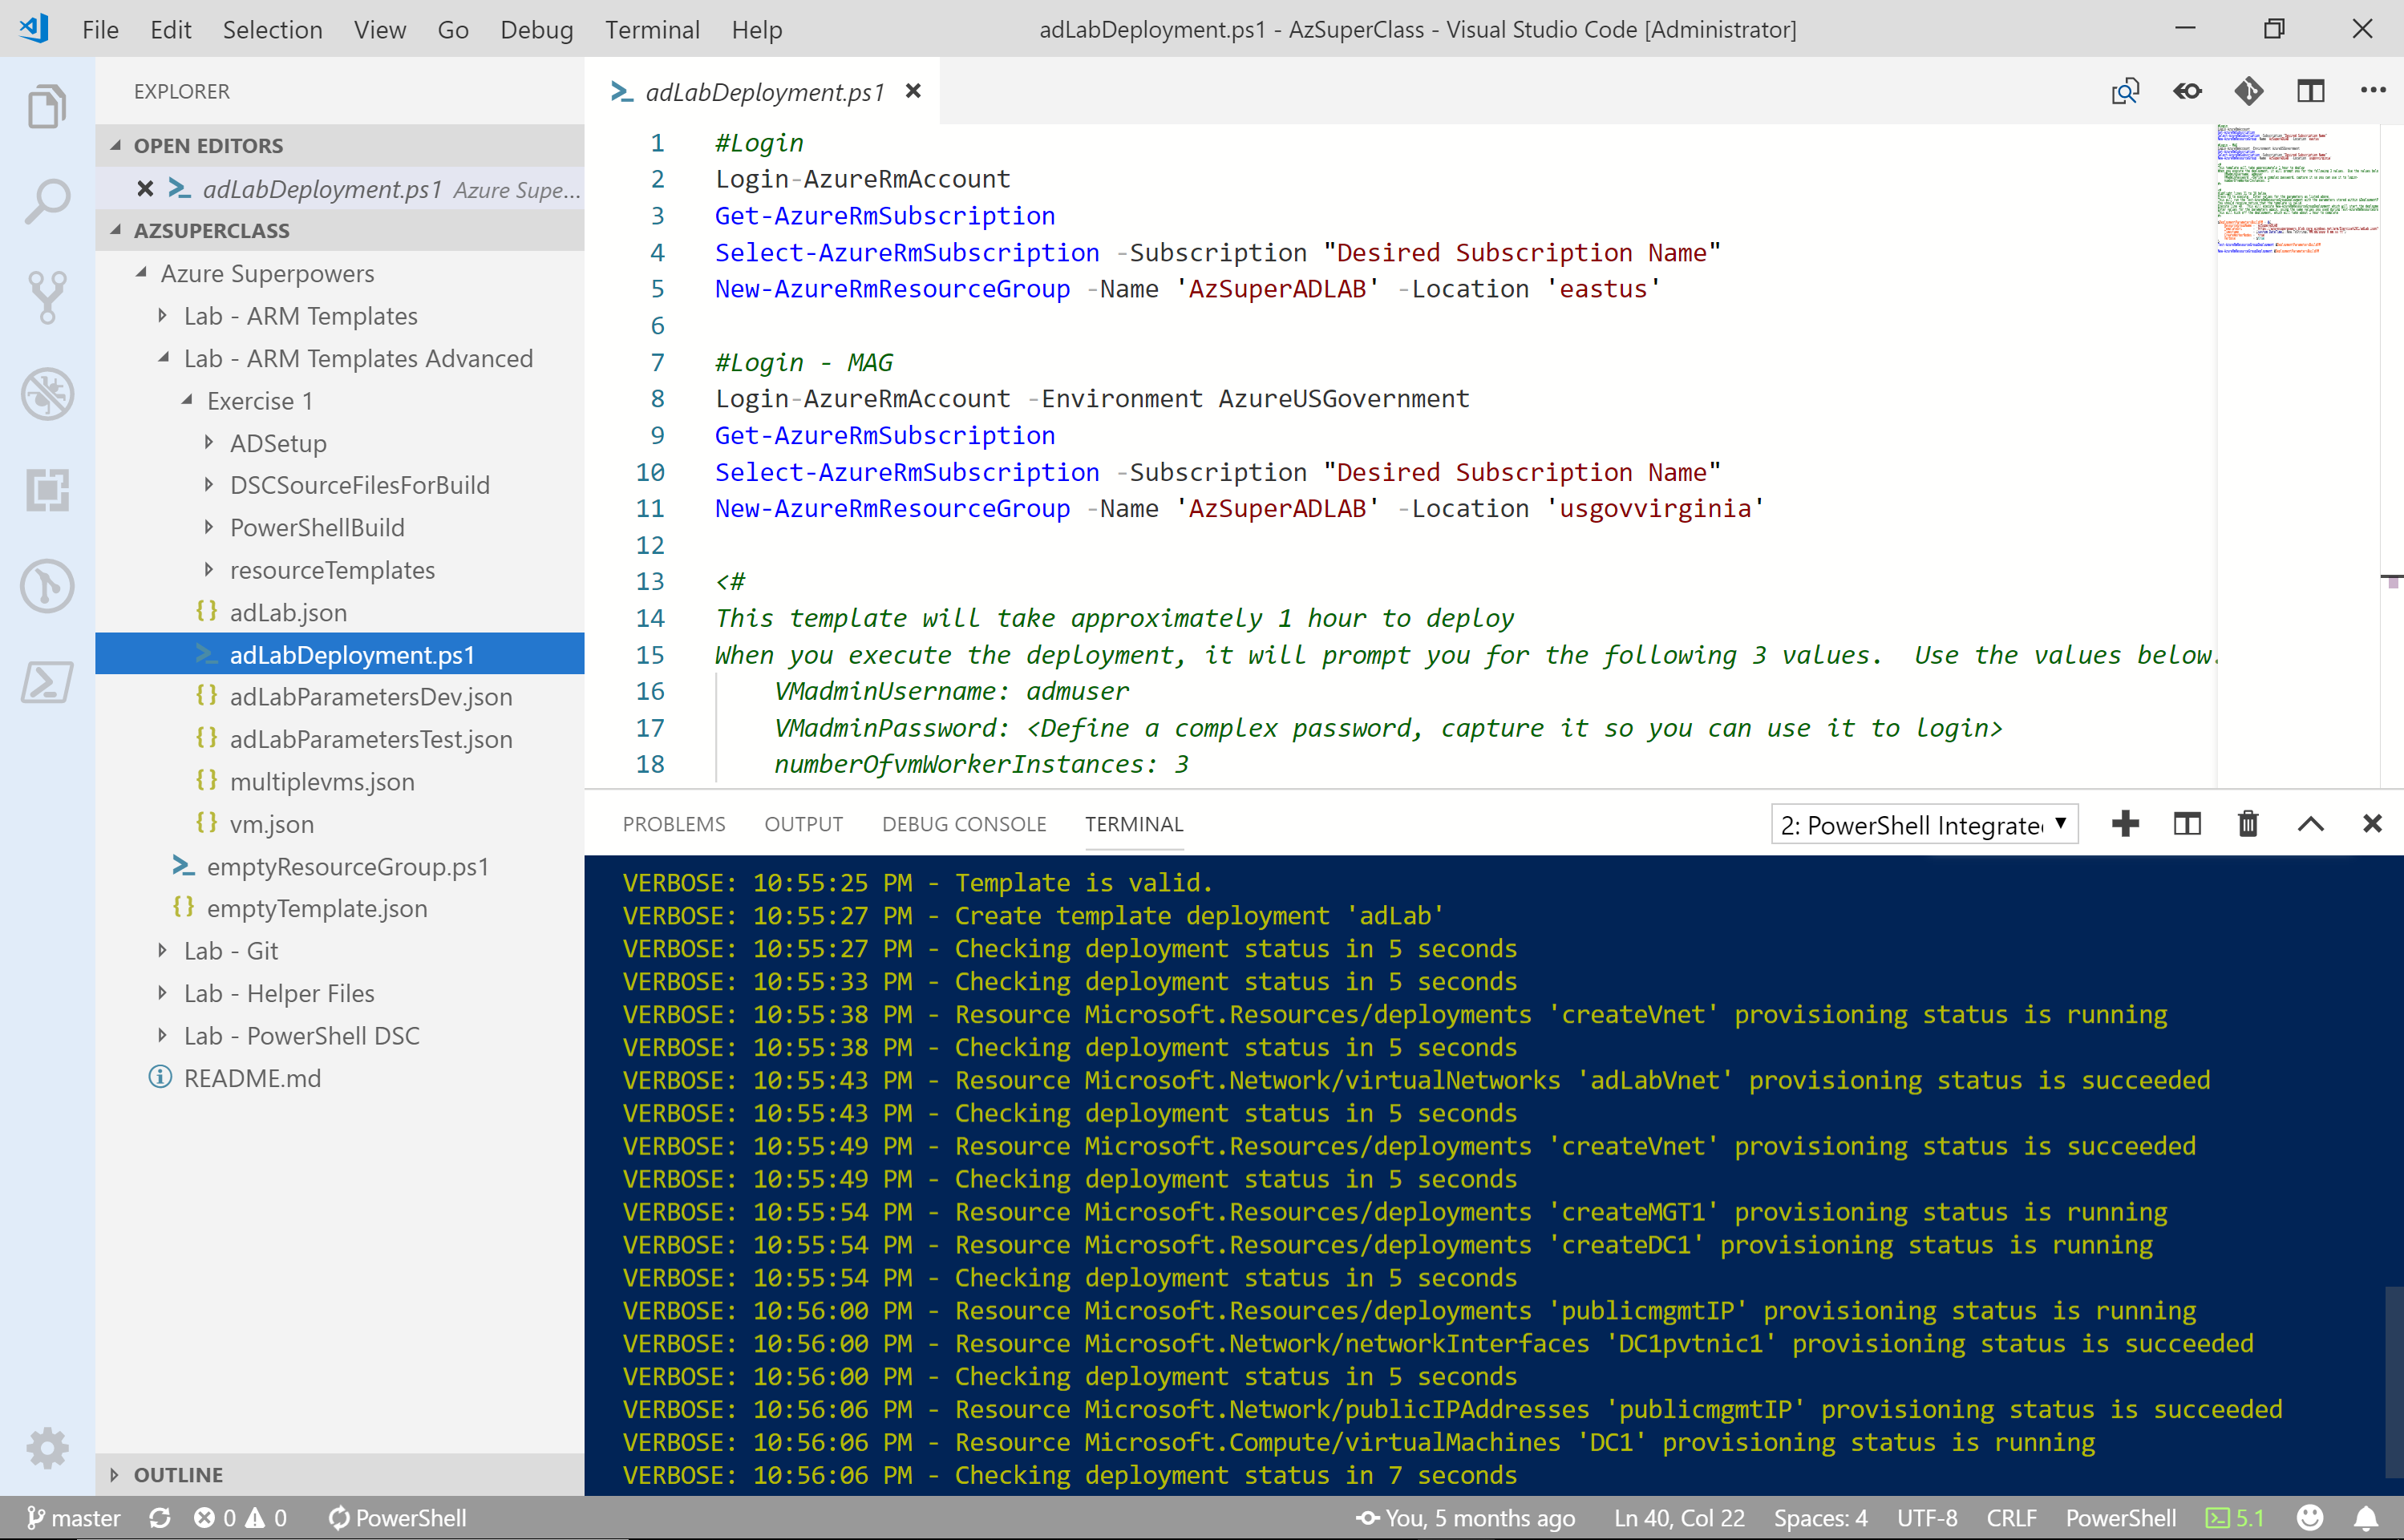 File Edit Selection View Go Debug Terminal Help
adLabDeployment.ps1 - AzSuperClass - Visual Studio Code [Administrator]
EXPLORER
OPEN EDITORS
adLabDeployment.ps1 Azure Supe...
AZSUPERCLASS
Azure Superpowers
Lab - ARM Templates
Lab - ARM Templates Advanced
Exercise 1
ADSetup
DSCSourceFilesForBuild
PowerShellBuild
resourceTemplates
{} adLab.json
adLabDeployment.ps1
{} adLabParametersDev.json
{} adLabParametersTest.json
{} multiplevms.json
{} vm.json
emptyResourceGroup.ps1
{} emptyTemplate.json
Lab - Git
Lab - Helper Files
Lab - PowerShell DSC
README.md
OUTLINE
adLabDeployment.ps1
1 #Login
2 Login-AzureRmAccount
3 Get-AzureRmSubscription
4 Select-AzureRmSubscription -Subscription "Desired Subscription Name"
5 New-AzureRmResourceGroup -Name 'AzSuperADLAB' -Location 'eastus'
6
7 #Login - MAG
8 Login-AzureRmAccount -Environment AzureUSGovernment
9 Get-AzureRmSubscription
10 Select-AzureRmSubscription -Subscription "Desired Subscription Name"
11 New-AzureRmResourceGroup -Name 'AzSuperADLAB' -Location 'usgovvirginia'
12
13 <#
14 This template will take approximately 1 hour to deploy
15 When you execute the deployment, it will prompt you for the following 3 values.  Use the values below.
16 VMadminUsername: admuser
17 VMadminPassword: <Define a complex password, capture it so you can use it to login>
18 numberOfvmWorkerInstances: 3
PROBLEMS OUTPUT DEBUG CONSOLE TERMINAL
2: PowerShell Integrate
VERBOSE: 10:55:25 PM - Template is valid.
VERBOSE: 10:55:27 PM - Create template deployment 'adLab'
VERBOSE: 10:55:27 PM - Checking deployment status in 5 seconds
VERBOSE: 10:55:33 PM - Checking deployment status in 5 seconds
VERBOSE: 10:55:38 PM - Resource Microsoft.Resources/deployments 'createVnet' provisioning status is running
VERBOSE: 10:55:38 PM - Checking deployment status in 5 seconds
VERBOSE: 10:55:43 PM - Resource Microsoft.Network/virtualNetworks 'adLabVnet' provisioning status is succeeded
VERBOSE: 10:55:43 PM - Checking deployment status in 5 seconds
VERBOSE: 10:55:49 PM - Resource Microsoft.Resources/deployments 'createVnet' provisioning status is succeeded
VERBOSE: 10:55:49 PM - Checking deployment status in 5 seconds
VERBOSE: 10:55:54 PM - Resource Microsoft.Resources/deployments 'createMGT1' provisioning status is running
VERBOSE: 10:55:54 PM - Resource Microsoft.Resources/deployments 'createDC1' provisioning status is running
VERBOSE: 10:55:54 PM - Checking deployment status in 5 seconds
VERBOSE: 10:56:00 PM - Resource Microsoft.Resources/deployments 'publicmgmtIP' provisioning status is running
VERBOSE: 10:56:00 PM - Resource Microsoft.Network/networkInterfaces 'DC1pvtnic1' provisioning status is succeeded
VERBOSE: 10:56:00 PM - Checking deployment status in 5 seconds
VERBOSE: 10:56:06 PM - Resource Microsoft.Network/publicIPAddresses 'publicmgmtIP' provisioning status is succeeded
VERBOSE: 10:56:06 PM - Resource Microsoft.Compute/virtualMachines 'DC1' provisioning status is running
VERBOSE: 10:56:06 PM - Checking deployment status in 7 seconds
master 0 0 PowerShell You, 5 months ago Ln 40, Col 22 Spaces: 4 UTF-8 CRLF PowerShell 5.1